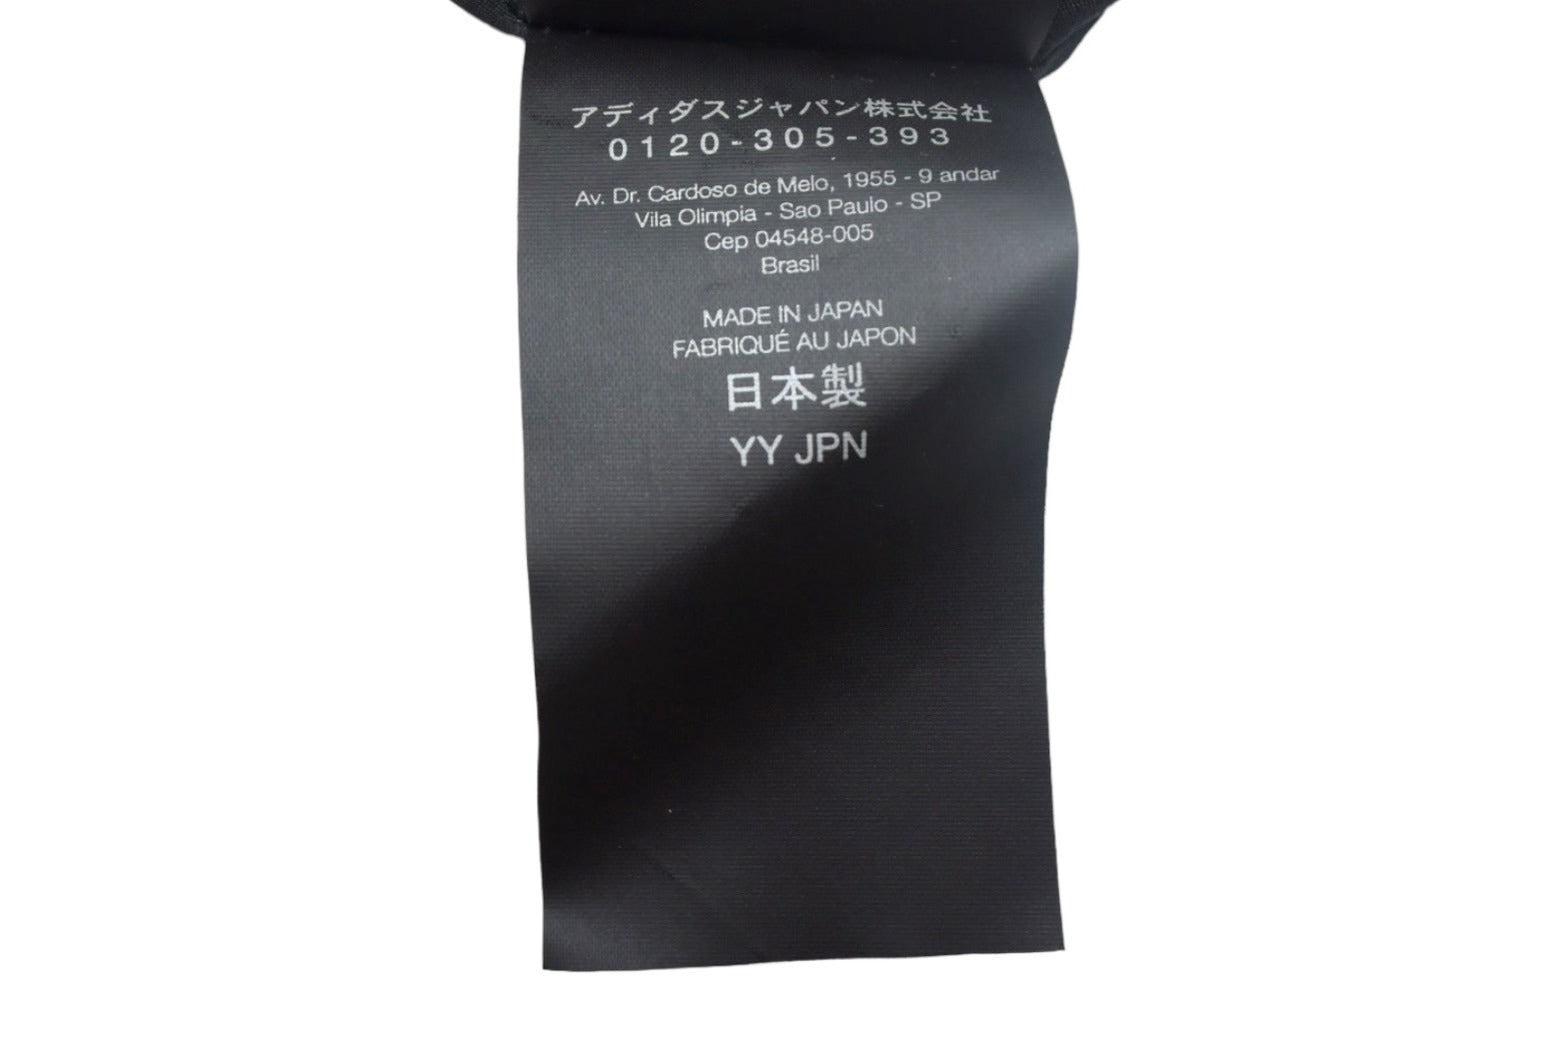 アディダスジャパン株式会社
0120-305-393
Av. Dr. Cardoso de Melo, 1955 - 9 andar
Vila Olimpia - Sao Paulo - SP
Cep 04548-005
Brasil
MADE IN JAPAN
FABRIQUÉ AU JAPON
日本製
YY JPN